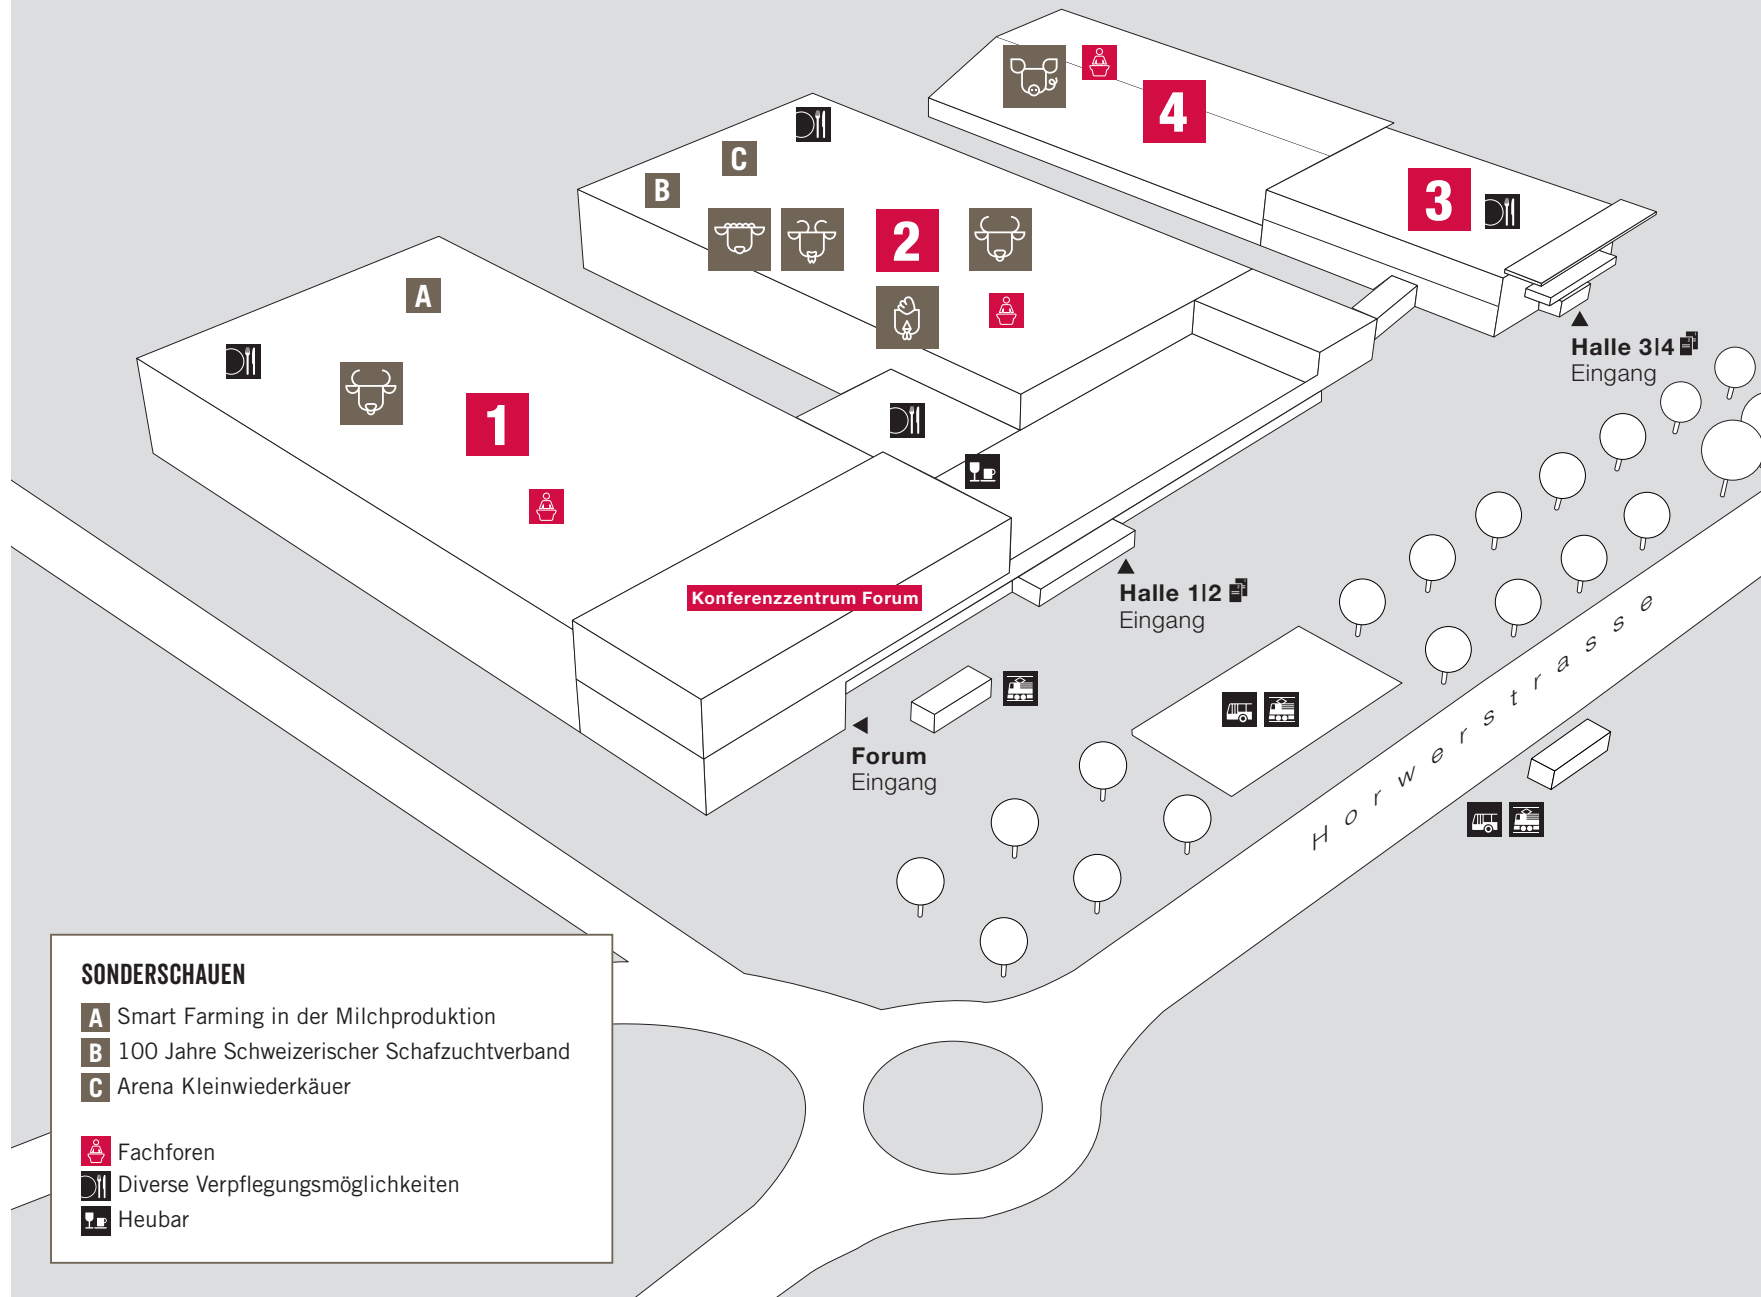 4
C
B
3
2
A
1
Halle 3|4
Eingang
Konferenzzentrum Forum
Halle 1|2
Eingang
Forum
Eingang
Horwerstrasse
SONDERSCHAUEN
A Smart Farming in der Milchproduktion
B 100 Jahre Schweizerischer Schafzuchtverband
C Arena Kleinwiederkäuer
Fachforen
Diverse Verpflegungsmöglichkeiten
Heubar